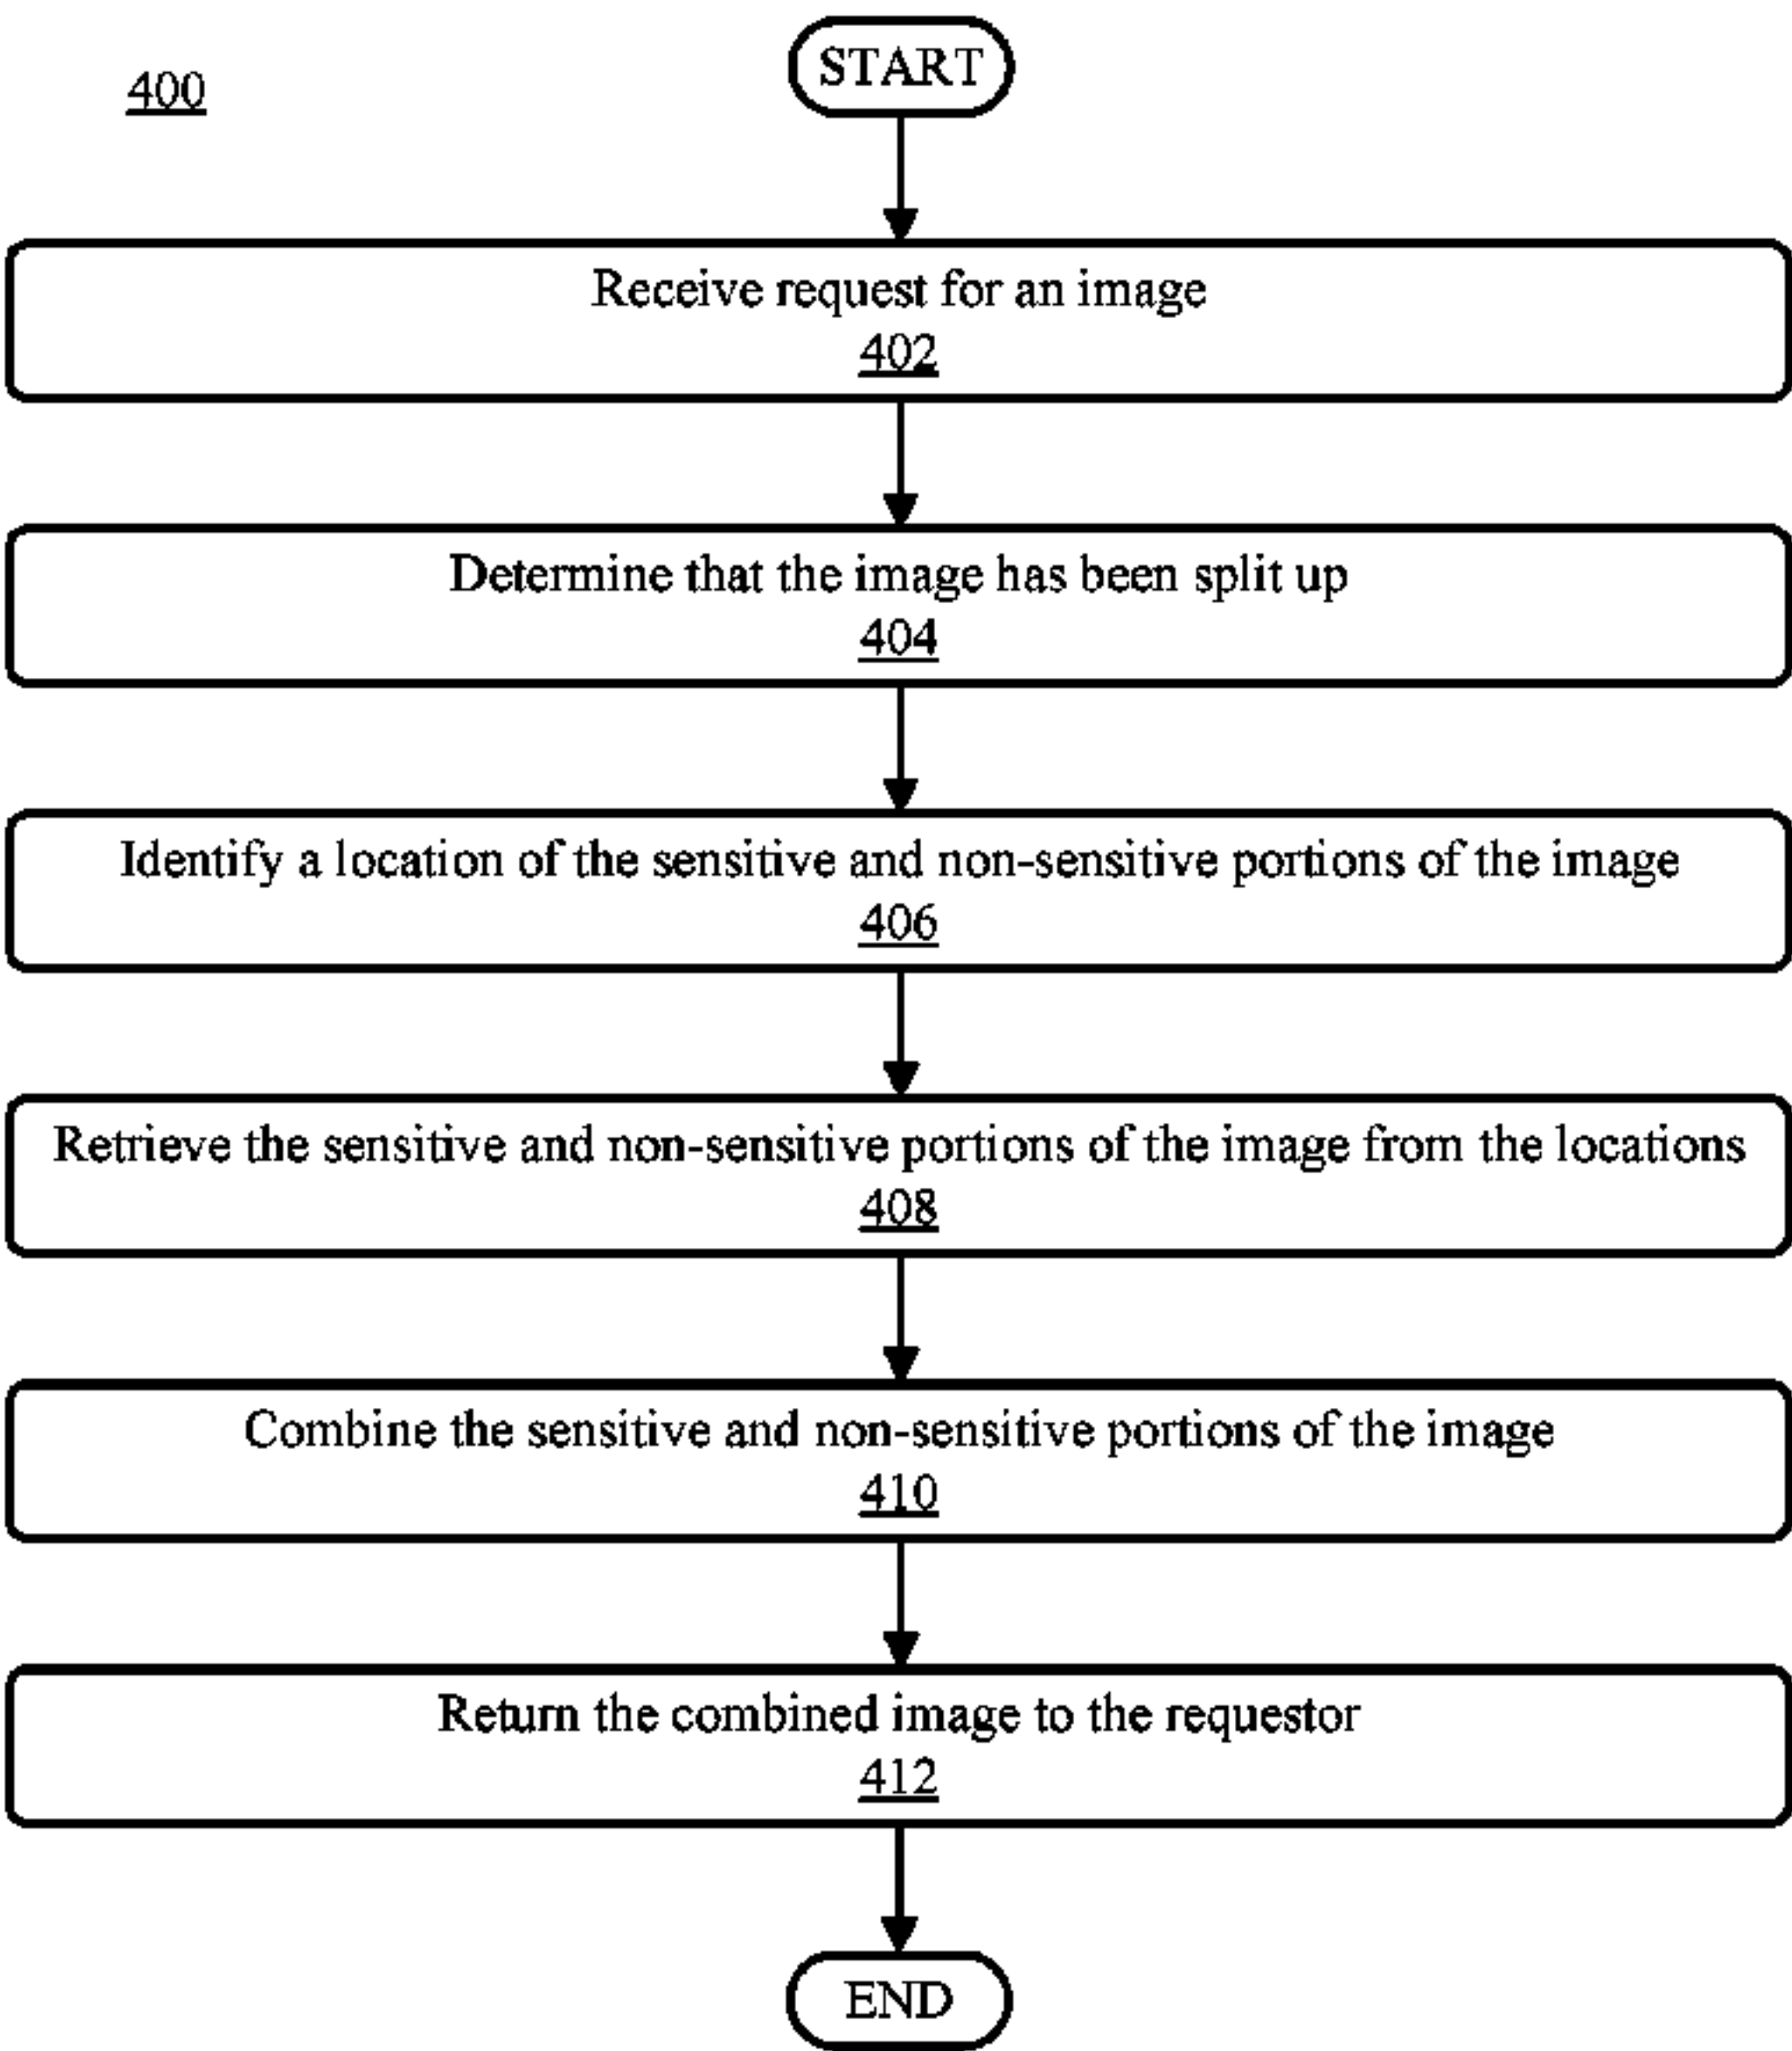 START
400
Receive request for an image
402
Determine that the image has been split up
404
Identify a location of the sensitive and non-sensitive portions of the image
406
Retrieve the sensitive and non-sensitive portions of the image from the locations
408
Combine the sensitive and non-sensitive portions of the image
410
Return the combined image to the requestor
412
END